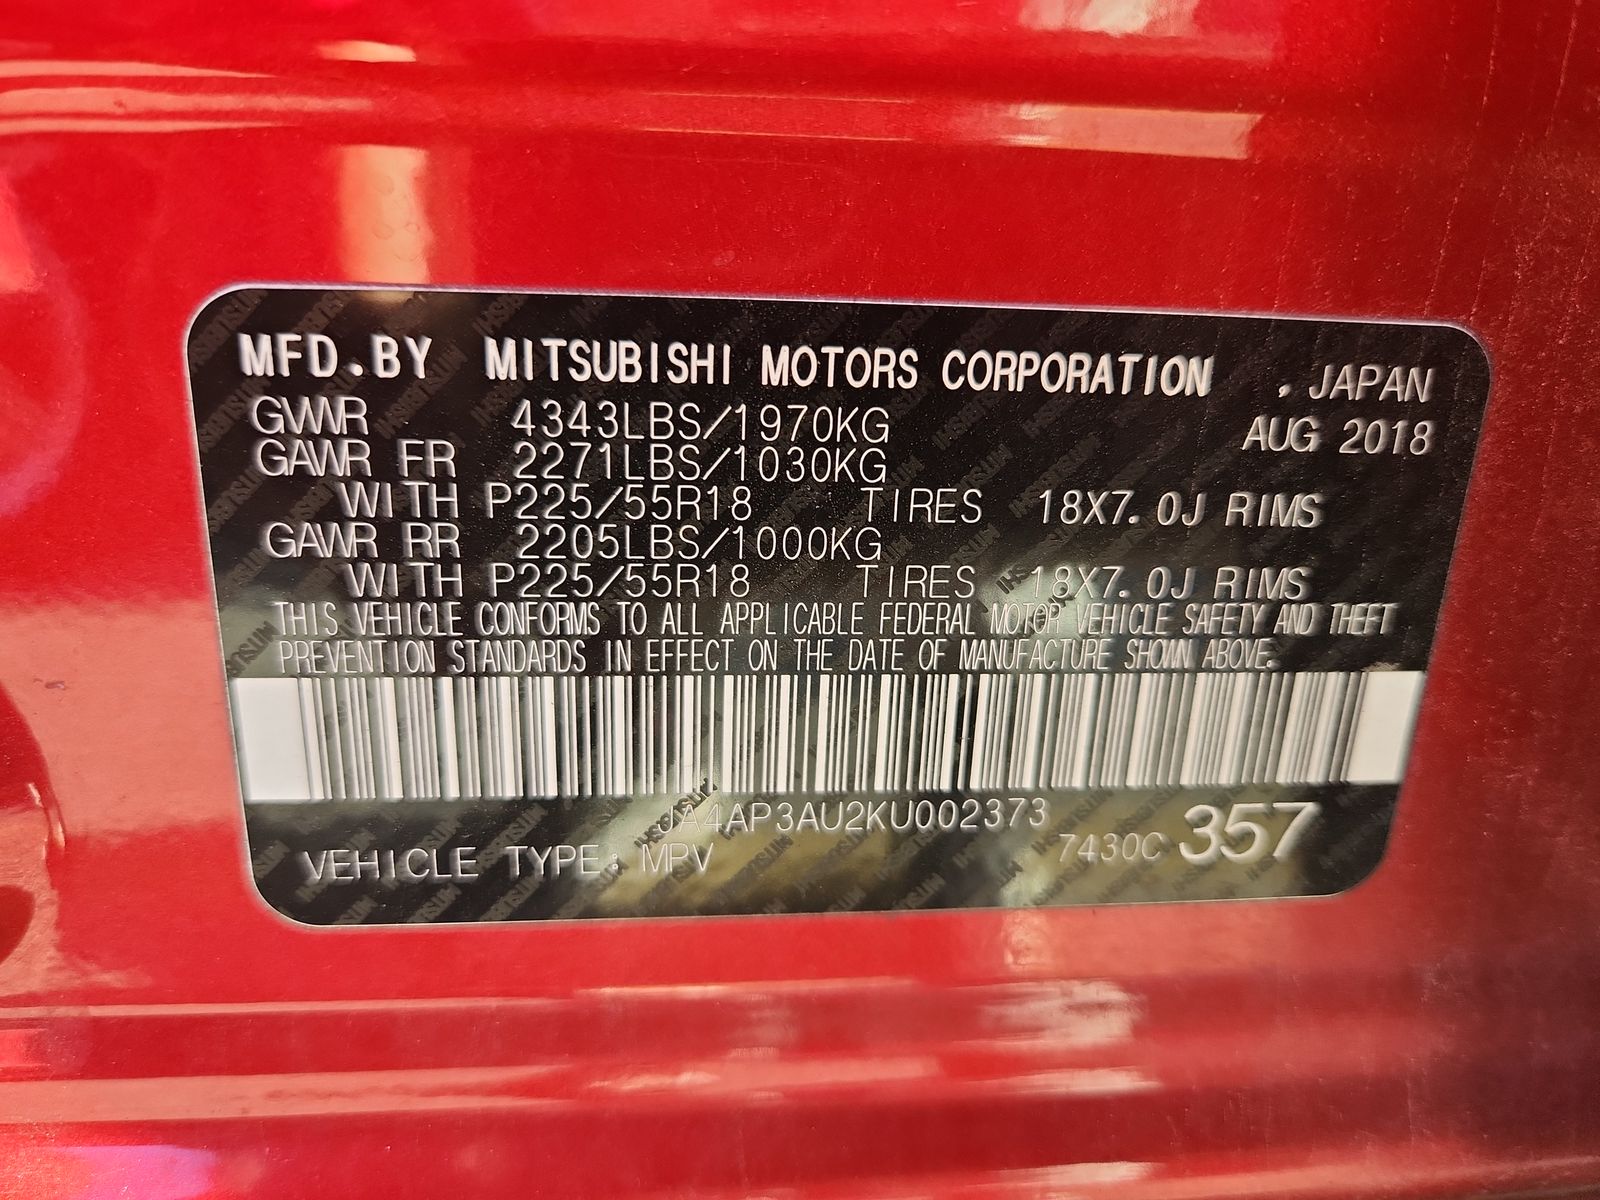 MFD.BY MITSUBISHI MOTORS CORPORATION , JAPAN
GVWR 4343LBS/1970KG AUG 2018
GAWR FR 2271LBS/1030KG
WITH P225/55R18 TIRES 18X7.0J RIMS
GAWR RR 2205LBS/1000KG
WITH P225/55R18 TIRES 18X7.0J RIMS
THIS VEHICLE CONFORMS TO ALL APPLICABLE FEDERAL MOTOR VEHICLE SAFETY AND THEFT
PREVENTION STANDARDS IN EFFECT ON THE DATE OF MANUFACTURE SHOWN ABOVE.
JA4AP3AU2KU002373
VEHICLE TYPE: MPV 7430C 357